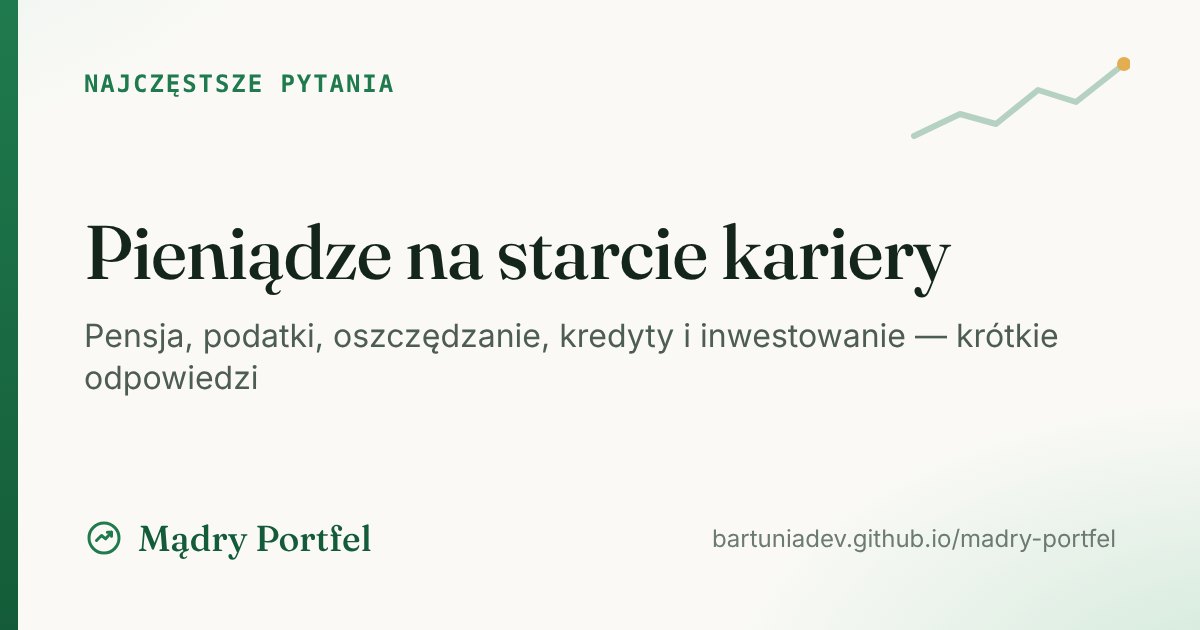 NAJCZĘSTSZE PYTANIA
Pieniądze na starcie kariery
Pensja, podatki, oszczędzanie, kredyty i inwestowanie — krótkie
odpowiedzi
Mądry Portfel
bartuniadev.github.io/madry-portfel